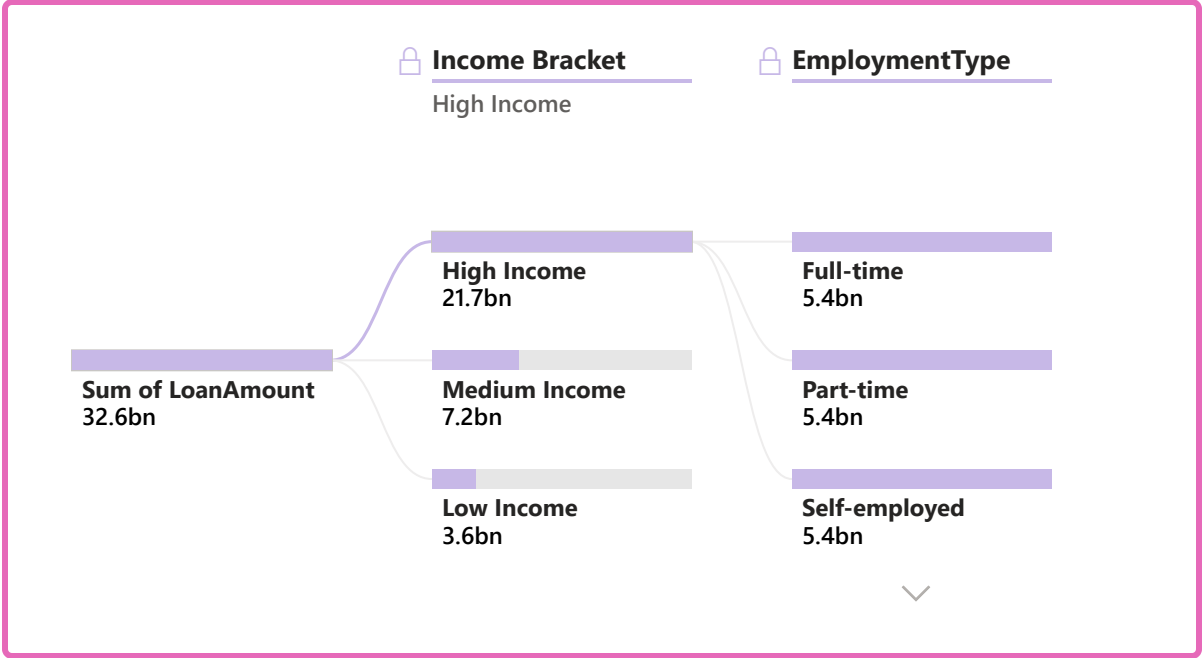 Income Bracket
EmploymentType
High Income
High Income
21.7bn
Full-time
5.4bn
Sum of LoanAmount
32.6bn
Medium Income
7.2bn
Part-time
5.4bn
Low Income
3.6bn
Self-employed
5.4bn